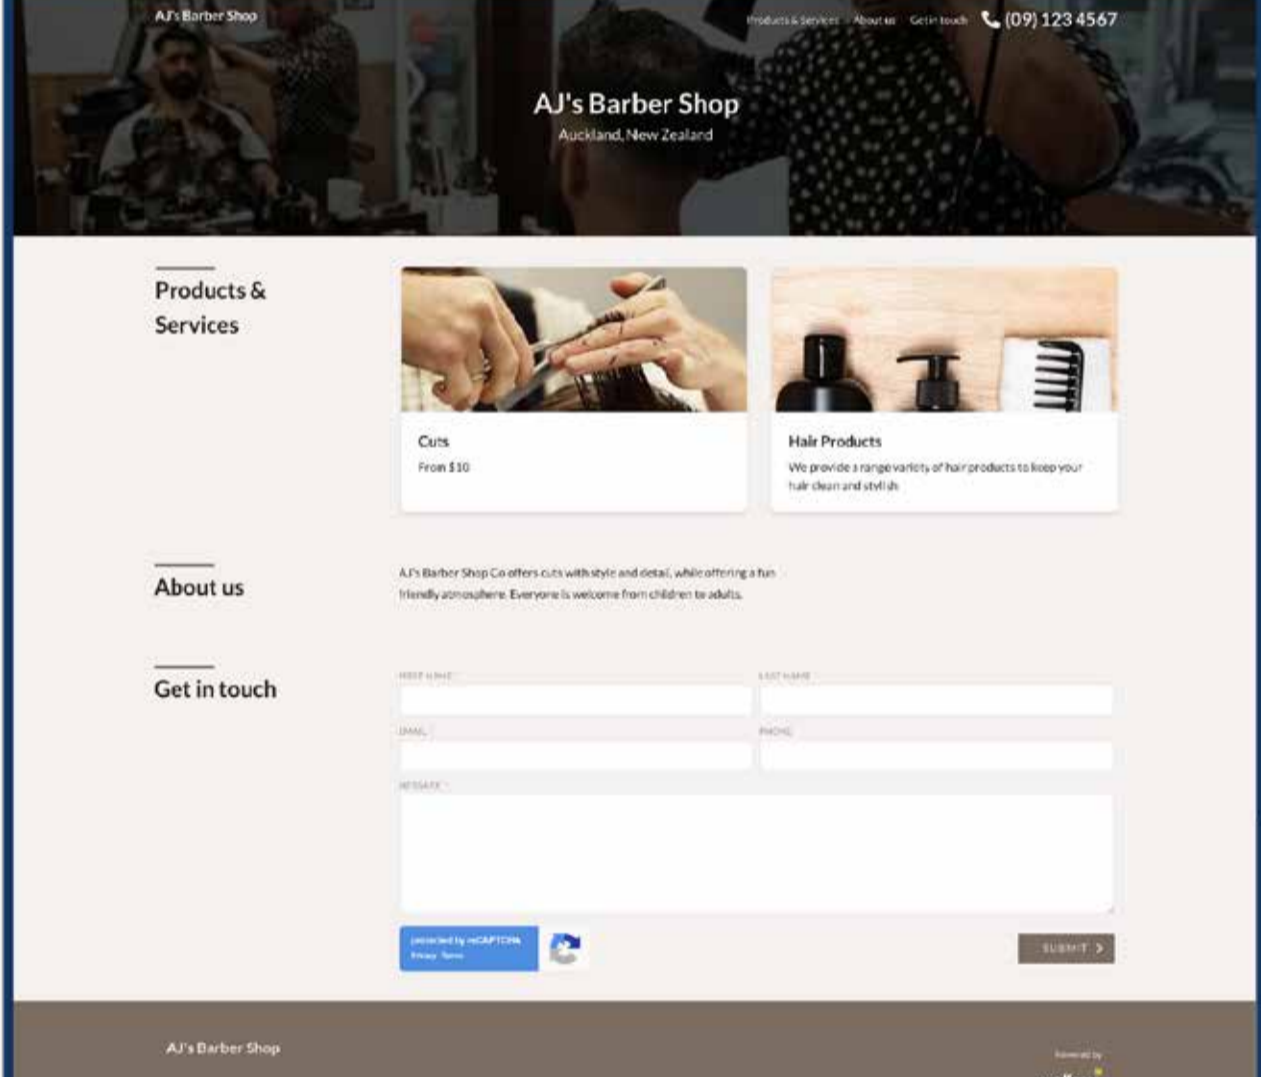 AJ's Barber Shop
Products & Services
About us
Get in touch
(09) 123 4567
AJ's Barber Shop
Auckland, New Zealand
Products &
Services
Cuts
From $10
Hair Products
We provide a range variety of hair products to keep your
hair clean and stylish
About us
AJ's Barber Shop Co offers cuts with style and detail, while offering a fun
friendly atmosphere. Everyone is welcome from children to adults.
Get in touch
FIRST NAME *
LAST NAME
EMAIL *
PHONE
MESSAGE *
protected by reCAPTCHA
Privacy - Terms
SUBMIT
AJ's Barber Shop
Powered by